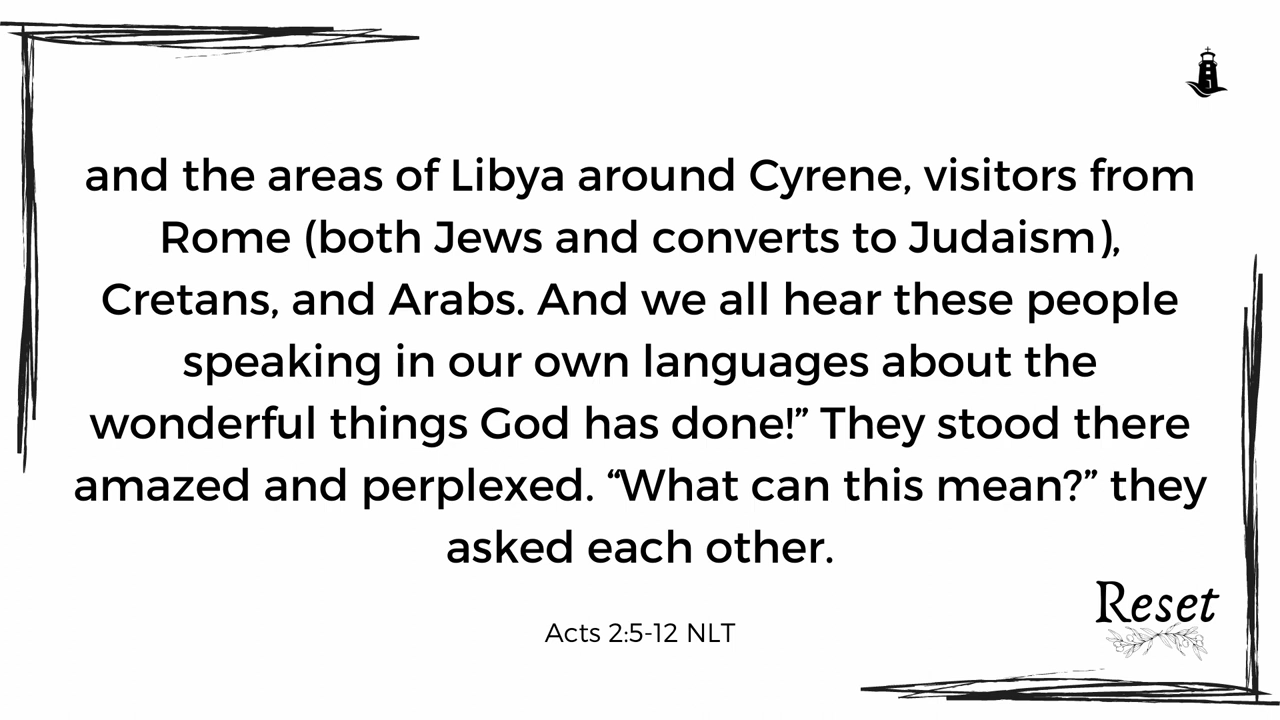 and the areas of Libya around Cyrene, visitors from
Rome (both Jews and converts to Judaism),
Cretans, and Arabs. And we all hear these people
speaking in our own languages about the
wonderful things God has done!” They stood there
amazed and perplexed. “What can this mean?” they
asked each other.
Acts 2:5-12 NLT
Reset